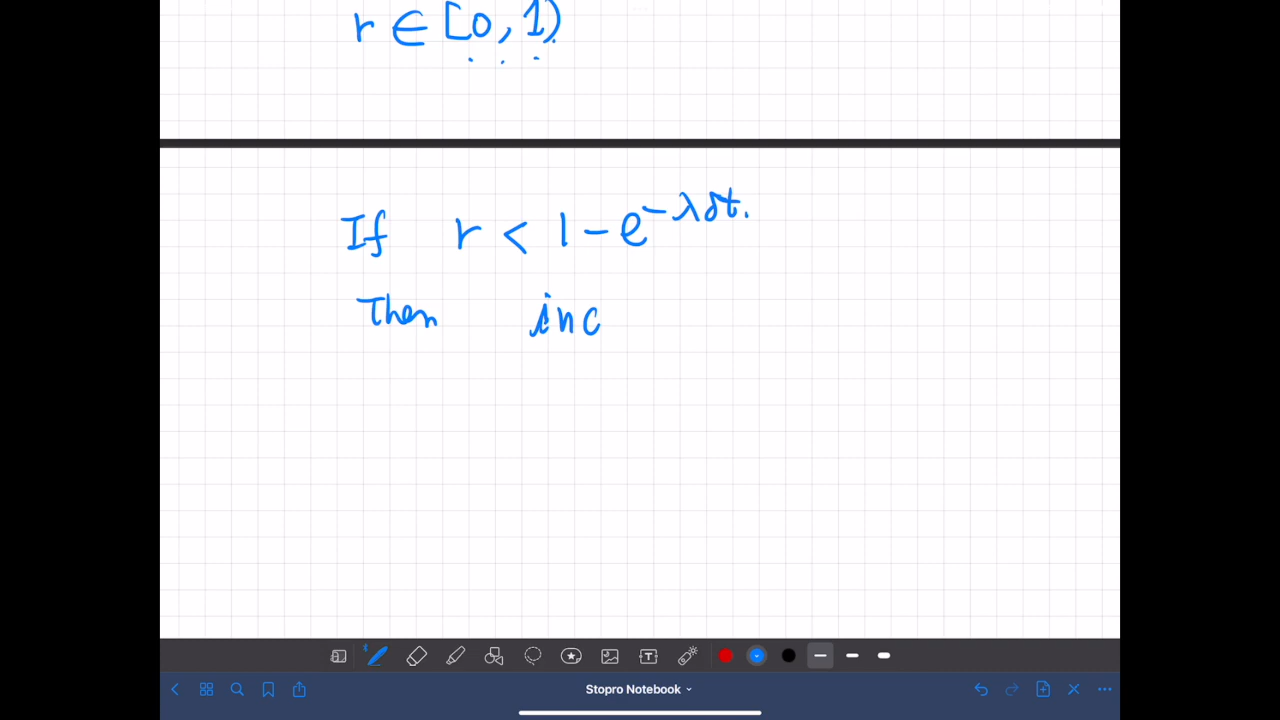 r ∈ [0, 1)
If r < 1 - e^{-λδt}.
Then inc
Stopro Notebook